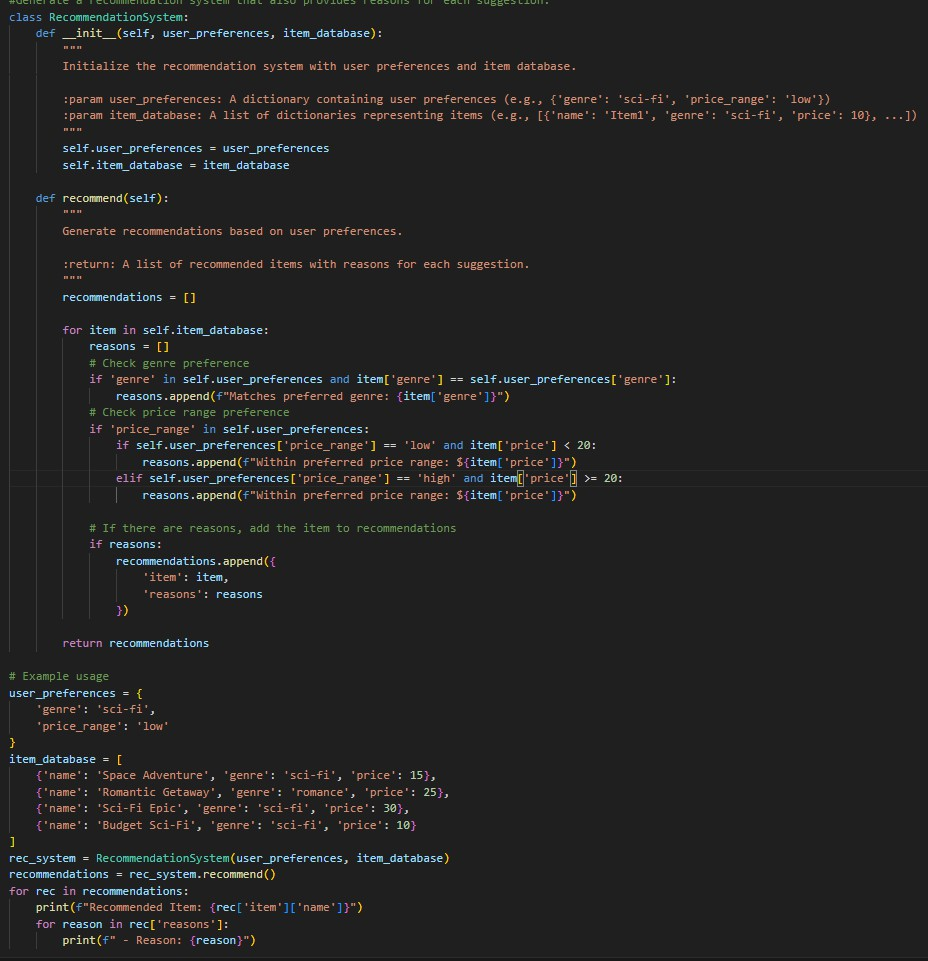 #Generate a recommendation system that also provides reasons for each suggestion.
class RecommendationSystem:
    def __init__(self, user_preferences, item_database):
        """
        Initialize the recommendation system with user preferences and item database.

        :param user_preferences: A dictionary containing user preferences (e.g., {'genre': 'sci-fi', 'price_range': 'low'})
        :param item_database: A list of dictionaries representing items (e.g., [{'name': 'Item1', 'genre': 'sci-fi', 'price': 10}, ...])
        """
        self.user_preferences = user_preferences
        self.item_database = item_database

    def recommend(self):
        """
        Generate recommendations based on user preferences.

        :return: A list of recommended items with reasons for each suggestion.
        """
        recommendations = []

        for item in self.item_database:
            reasons = []
            # Check genre preference
            if 'genre' in self.user_preferences and item['genre'] == self.user_preferences['genre']:
                reasons.append(f"Matches preferred genre: {item['genre']}")
            # Check price range preference
            if 'price_range' in self.user_preferences:
                if self.user_preferences['price_range'] == 'low' and item['price'] < 20:
                    reasons.append(f"Within preferred price range: ${item['price']}")
                elif self.user_preferences['price_range'] == 'high' and item['price'] >= 20:
                    reasons.append(f"Within preferred price range: ${item['price']}")

            # If there are reasons, add the item to recommendations
            if reasons:
                recommendations.append({
                    'item': item,
                    'reasons': reasons
                })

        return recommendations

# Example usage
user_preferences = {
    'genre': 'sci-fi',
    'price_range': 'low'
}
item_database = [
    {'name': 'Space Adventure', 'genre': 'sci-fi', 'price': 15},
    {'name': 'Romantic Getaway', 'genre': 'romance', 'price': 25},
    {'name': 'Sci-Fi Epic', 'genre': 'sci-fi', 'price': 30},
    {'name': 'Budget Sci-Fi', 'genre': 'sci-fi', 'price': 10}
]
rec_system = RecommendationSystem(user_preferences, item_database)
recommendations = rec_system.recommend()
for rec in recommendations:
    print(f"Recommended Item: {rec['item']['name']}")
    for reason in rec['reasons']:
        print(f" - Reason: {reason}")